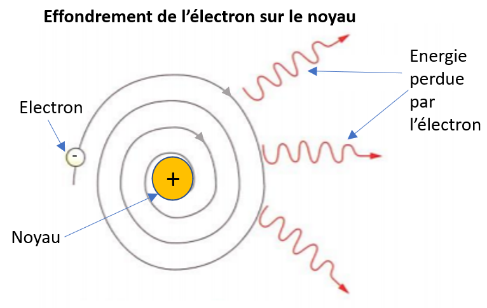 Effondrement de l'électron sur le noyau
Energie
perdue
par
l'électron
Electron
-
+
Noyau